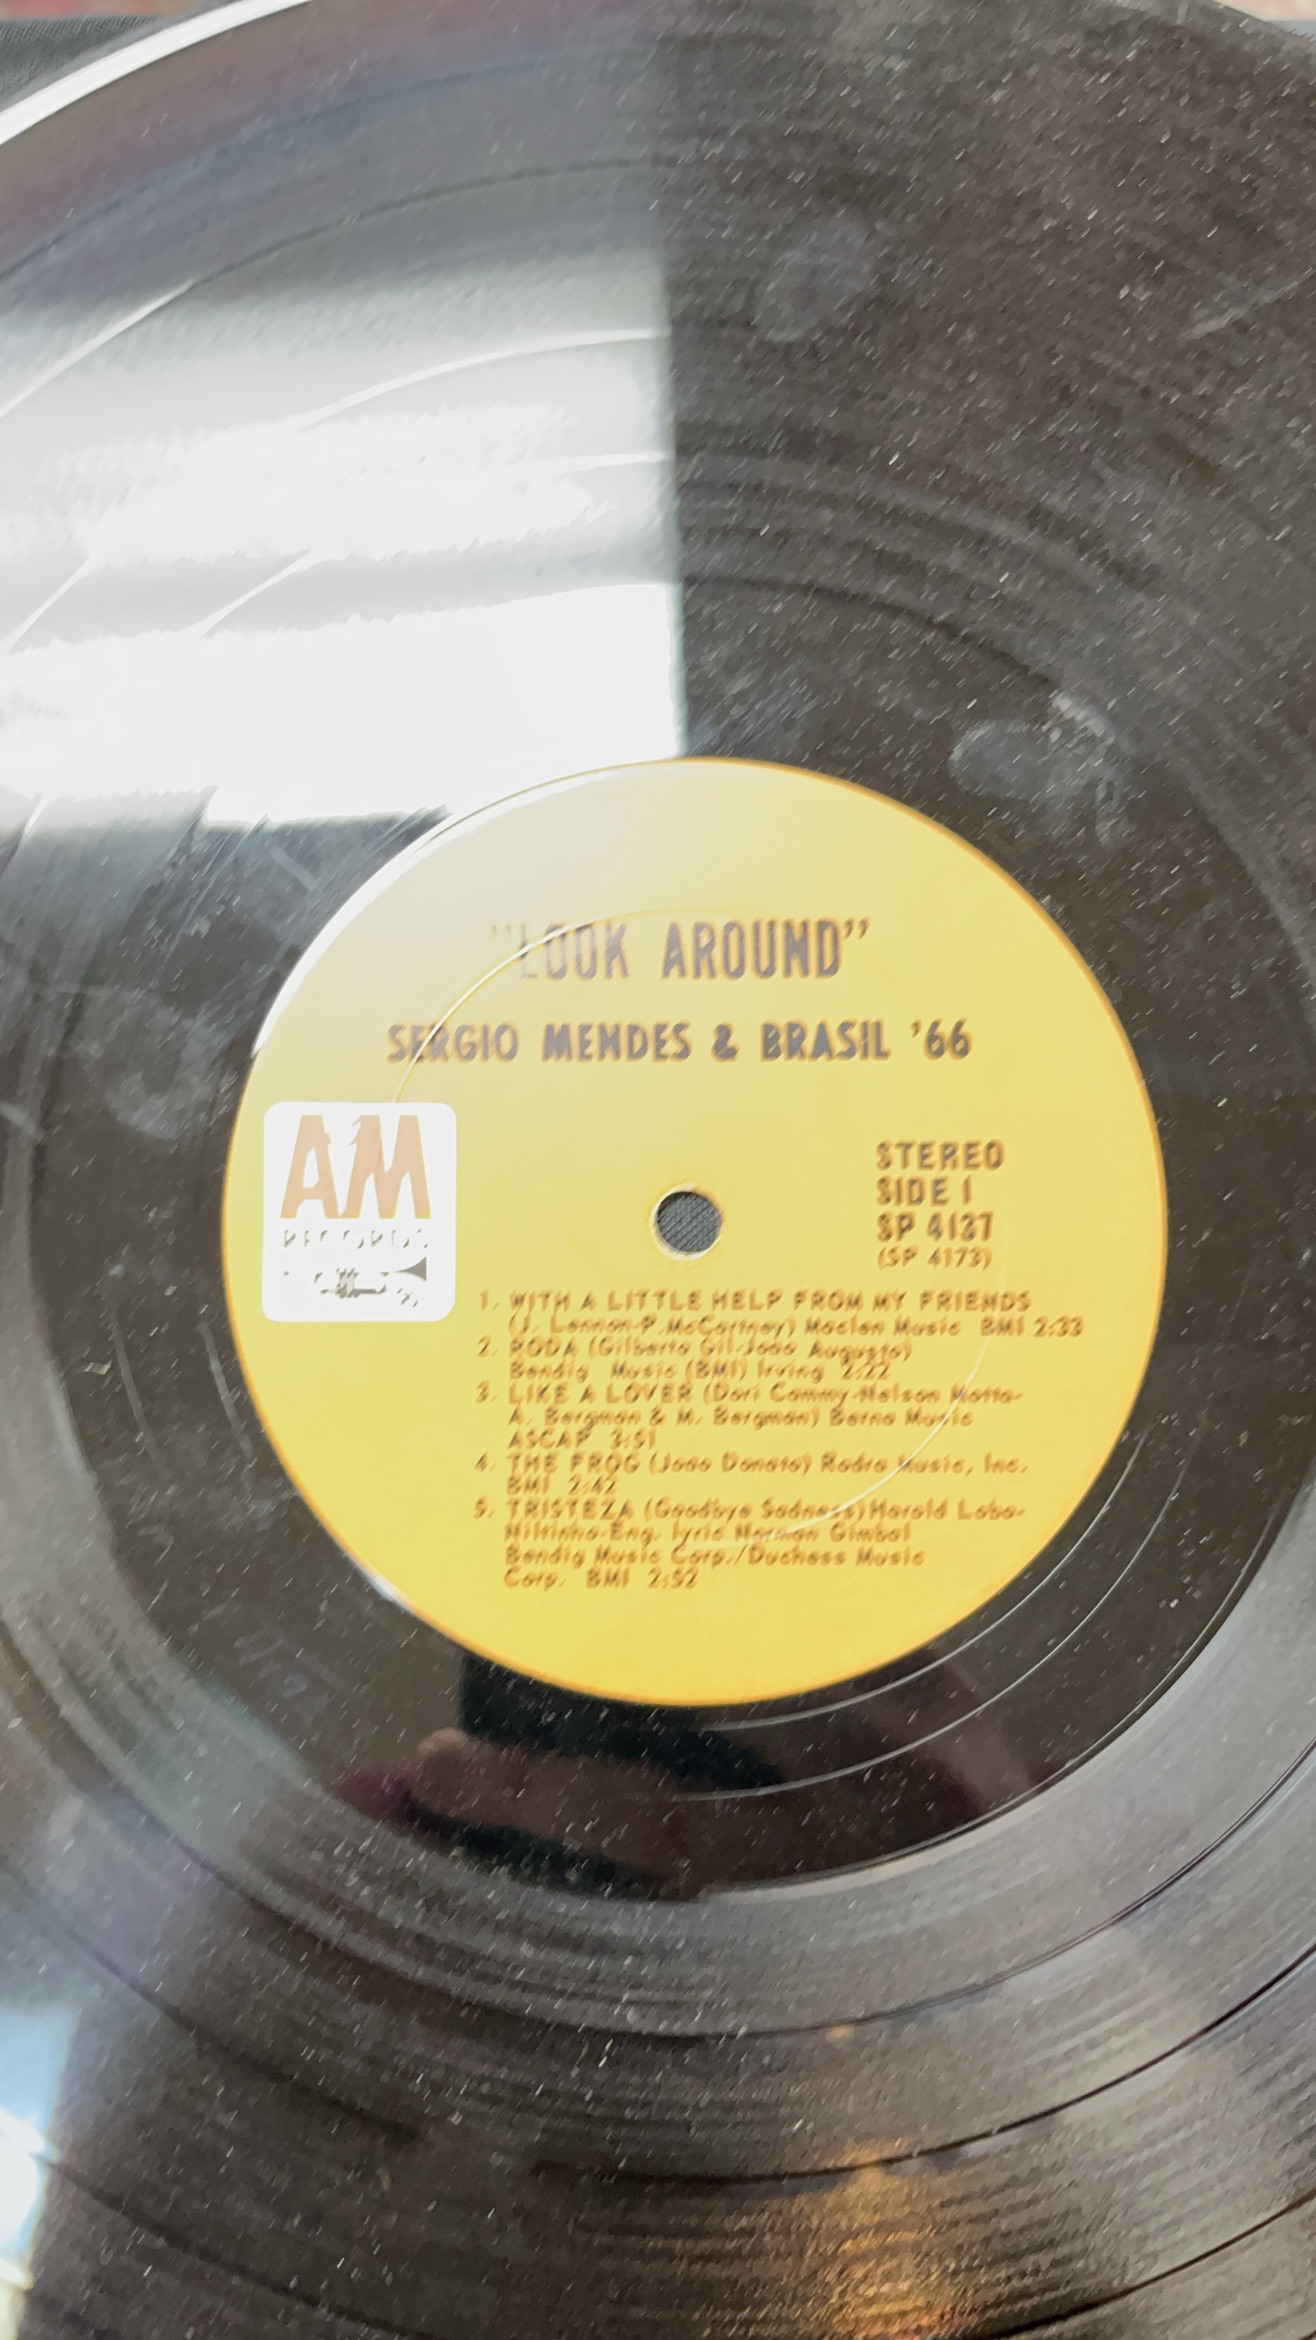 "LOOK AROUND"
SERGIO MENDES & BRASIL '66
AM
RECORDS
STEREO
SIDE 1
SP 4137
(SP 4173)
1. WITH A LITTLE HELP FROM MY FRIENDS
(J. Lennon-P. McCartney) Maclen Music BMI 2:33
2. RODA (Gilberto Gil-Joao Augusto)
Bendig Music (BMI) Irving 2:22
3. LIKE A LOVER (Dori Cammy-Nelson Motta-
A. Bergman & M. Bergman) Berna Music
ASCAP 3:51
4. THE FROG (Joao Donato) Rodra Music, Inc.
BMI 2:42
5. TRISTEZA (Goodbye Sadness) Harold Lobo-
Niltinho-Eng. lyric Norman Gimbal
Bendig Music Corp./Duchess Music
Corp. BMI 2:52